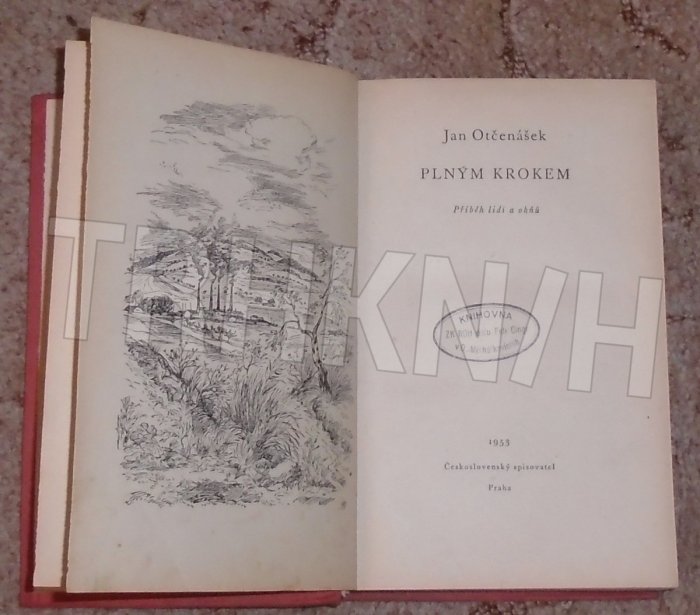 Jan Otčenášek
PLNÝM KROKEM
Příběh lidí a ohňů
KNIHOVNA
1953
Československý spisovatel
Praha